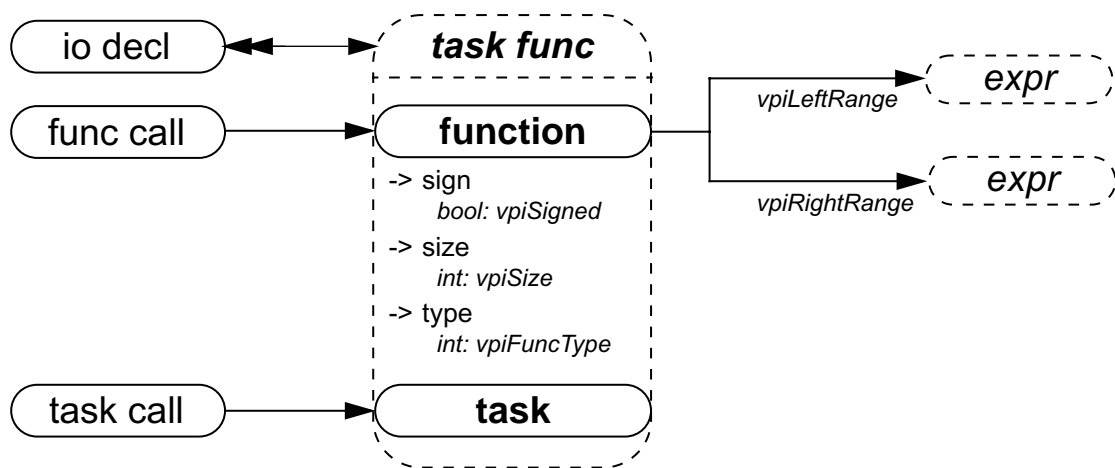 io decl
task func
expr
vpiLeftRange
func call
function
expr
vpiRightRange
-> sign
bool: vpiSigned
-> size
int: vpiSize
-> type
int: vpiFuncType
task call
task